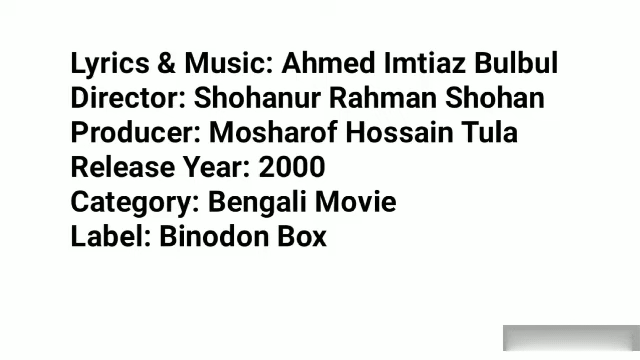 Lyrics & Music: Ahmed Imtiaz Bulbul
Director: Shohanur Rahman Shohan
Producer: Mosharof Hossain Tula
Release Year: 2000
Category: Bengali Movie
Label: Binodon Box